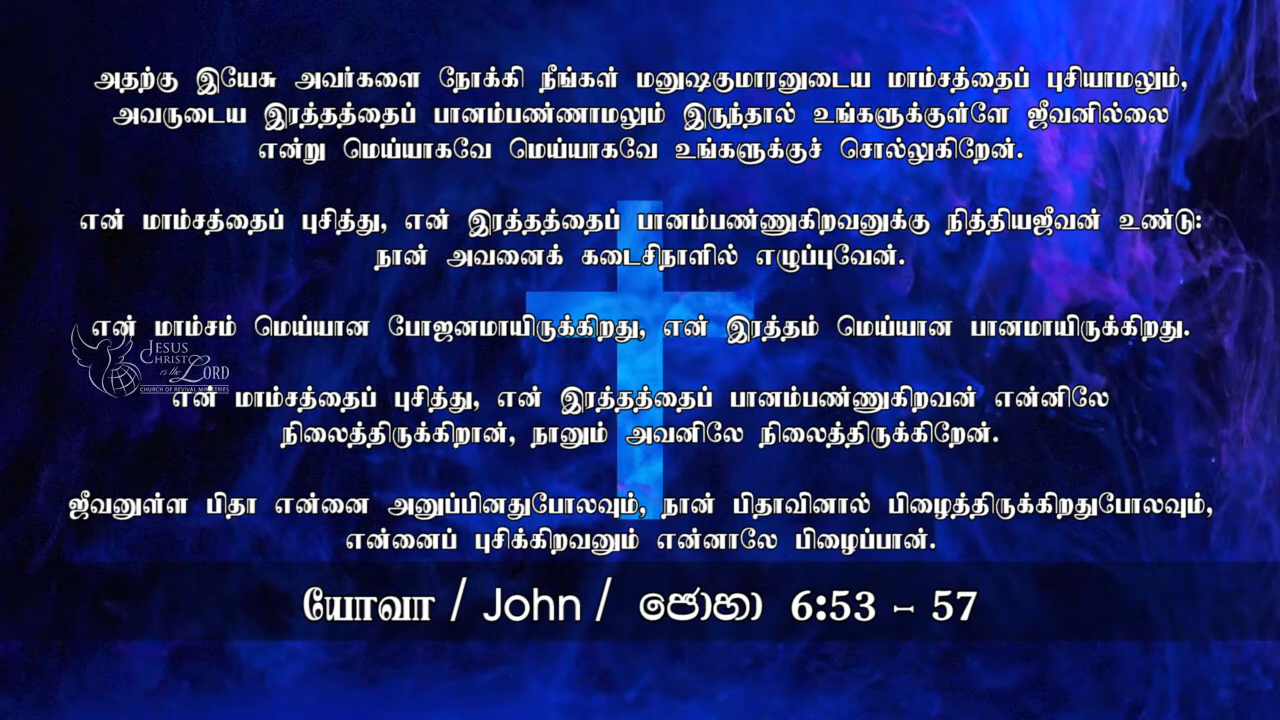 அதற்கு இயேசு அவர்களை நோக்கி நீங்கள் மனுஷகுமாரனுடைய மாம்சத்தைப் புசியாமலும்,
அவருடைய இரத்தத்தைப் பானம்பண்ணாமலும் இருந்தால் உங்களுக்குள்ளே ஜீவனில்லை
என்று மெய்யாகவே மெய்யாகவே உங்களுக்குச் சொல்லுகிறேன்.
என் மாம்சத்தைப் புசித்து, என் இரத்தத்தைப் பானம்பண்ணுகிறவனுக்கு நித்தியஜீவன் உண்டு:
நான் அவனைக் கடைசிநாளில் எழுப்புவேன்.
என் மாம்சம் மெய்யான போஜனமாயிருக்கிறது, என் இரத்தம் மெய்யான பானமாயிருக்கிறது.
JESUS
CHRIST
is the LORD
CHURCH OF REVIVAL MINISTRIES
என் மாம்சத்தைப் புசித்து, என் இரத்தத்தைப் பானம்பண்ணுகிறவன் என்னிலே
நிலைத்திருக்கிறான், நானும் அவனிலே நிலைத்திருக்கிறேன்.
ஜீவனுள்ள பிதா என்னை அனுப்பினதுபோலவும், நான் பிதாவினால் பிழைத்திருக்கிறதுபோலவும்,
என்னைப் புசிக்கிறவனும் என்னாலே பிழைப்பான்.
யோவா / John / ජොහා 6:53 - 57